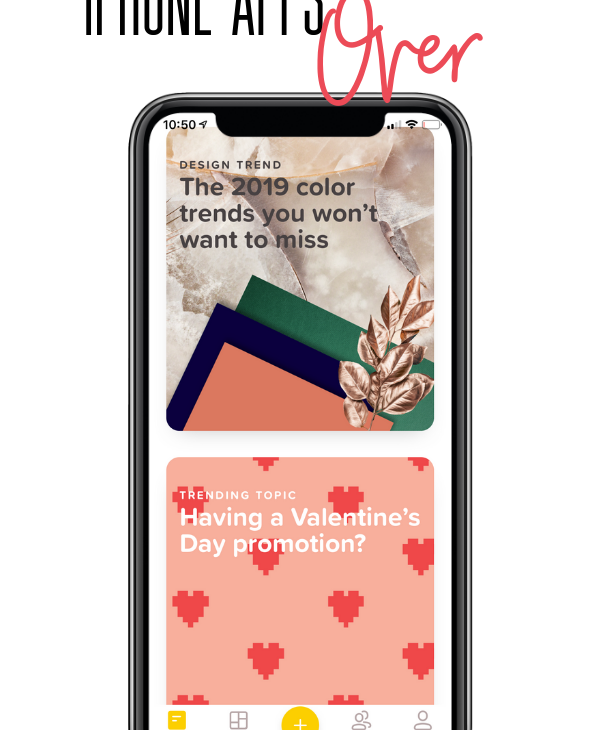 IPHONE APPS
Over
10:50
DESIGN TREND
The 2019 color
trends you won't
want to miss
TRENDING TOPIC
Having a Valentine's
Day promotion?